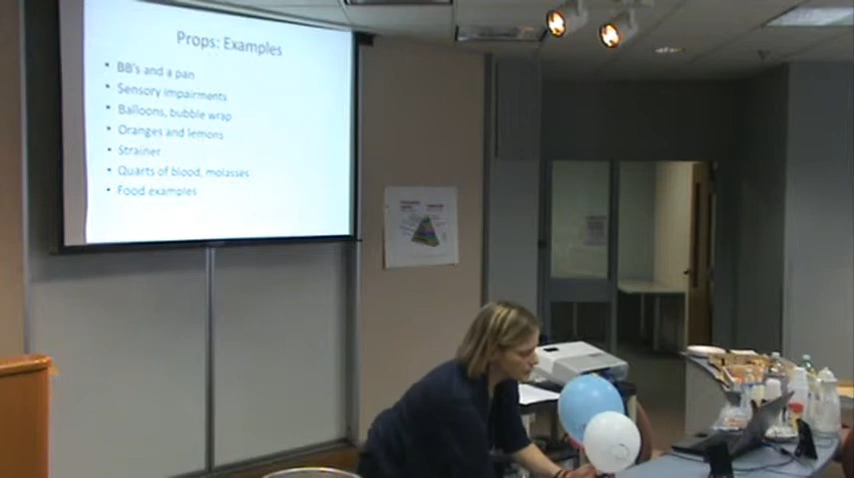 Props: Examples
• BB's and a pan
• Sensory impairments
• Balloons, bubble wrap
• Oranges and lemons
• Strainer
• Quarts of blood, molasses
• Food examples